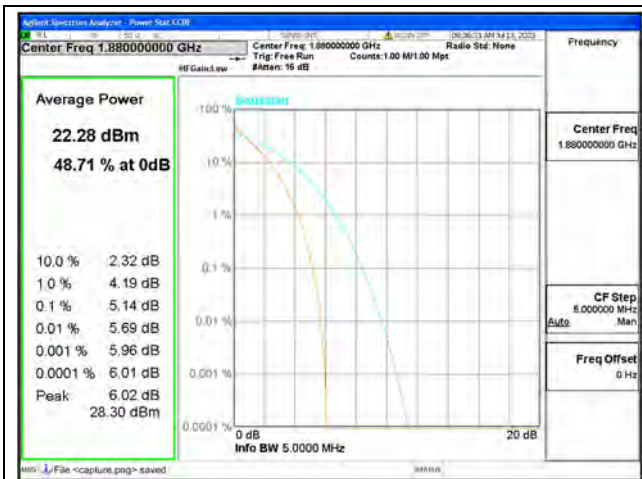 Agilent Spectrum Analyzer - Power Stat CCDF
Center Freq 1.880000000 GHz
Center Freq: 1.880000000 GHz
Radio Std: None
Trig: Free Run
Counts:1.00 M/1.00 Mpt
#IFGain:Low
#Atten: 16 dB
Frequency
Average Power
22.28 dBm
48.71 % at 0dB
10.0 % 2.32 dB
1.0 % 4.19 dB
0.1 % 5.14 dB
0.01 % 5.69 dB
0.001 % 5.96 dB
0.0001 % 6.01 dB
Peak 6.02 dB
28.30 dBm
Gaussian
100 %
10 %
1 %
0.1 %
0.01 %
0.001 %
0.0001 %
0 dB
20 dB
Info BW 5.0000 MHz
Center Freq
1.880000000 GHz
CF Step
5.000000 MHz
Auto Man
Freq Offset
0 Hz
MSG File <capture.png> saved
STATUS